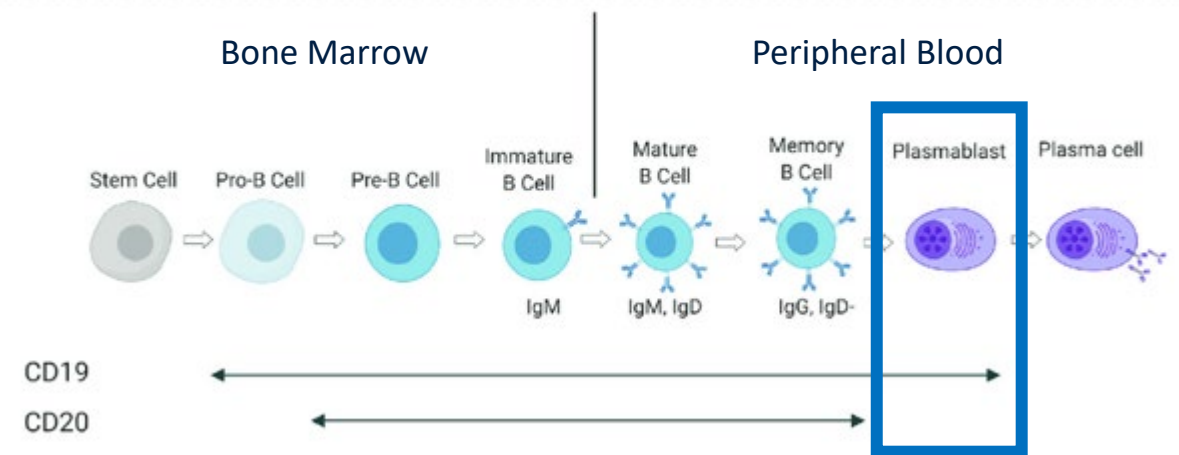 Bone Marrow
Peripheral Blood
Stem Cell
Pro-B Cell
Pre-B Cell
Immature
B Cell
Mature
B Cell
Memory
B Cell
Plasmablast
Plasma cell
IgM
IgM, IgD
IgG, IgD-
CD19
CD20